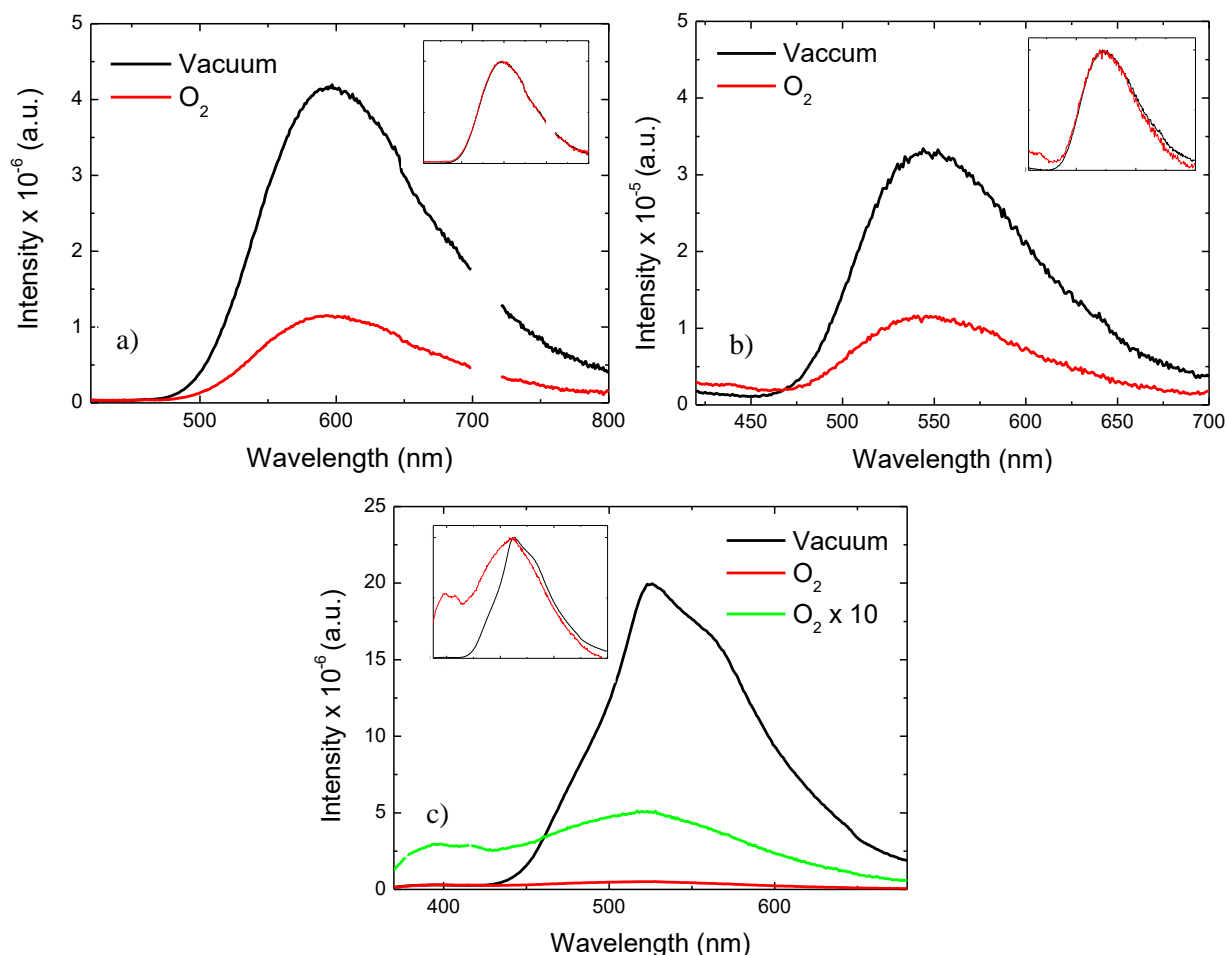 5
4
3
2
1
0
500
600
700
800
Intensity x 10-6 (a.u.)
Wavelength (nm)
Vacuum
O2
a)
5
4
3
2
1
0
450
500
550
600
650
700
Intensity x 10-5 (a.u.)
Wavelength (nm)
Vaccum
O2
b)
25
20
15
10
5
0
400
500
600
Intensity x 10-6 (a.u.)
Wavelength (nm)
Vacuum
O2
O2 x 10
c)